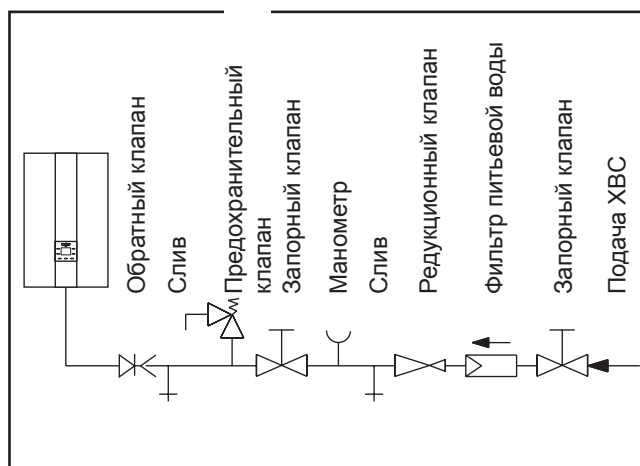 Обратный клапан
Слив
Предохранительный
клапан
Запорный клапан
Манометр
Слив
Редукционный клапан
Фильтр питьевой воды
Запорный клапан
Подача ХВС